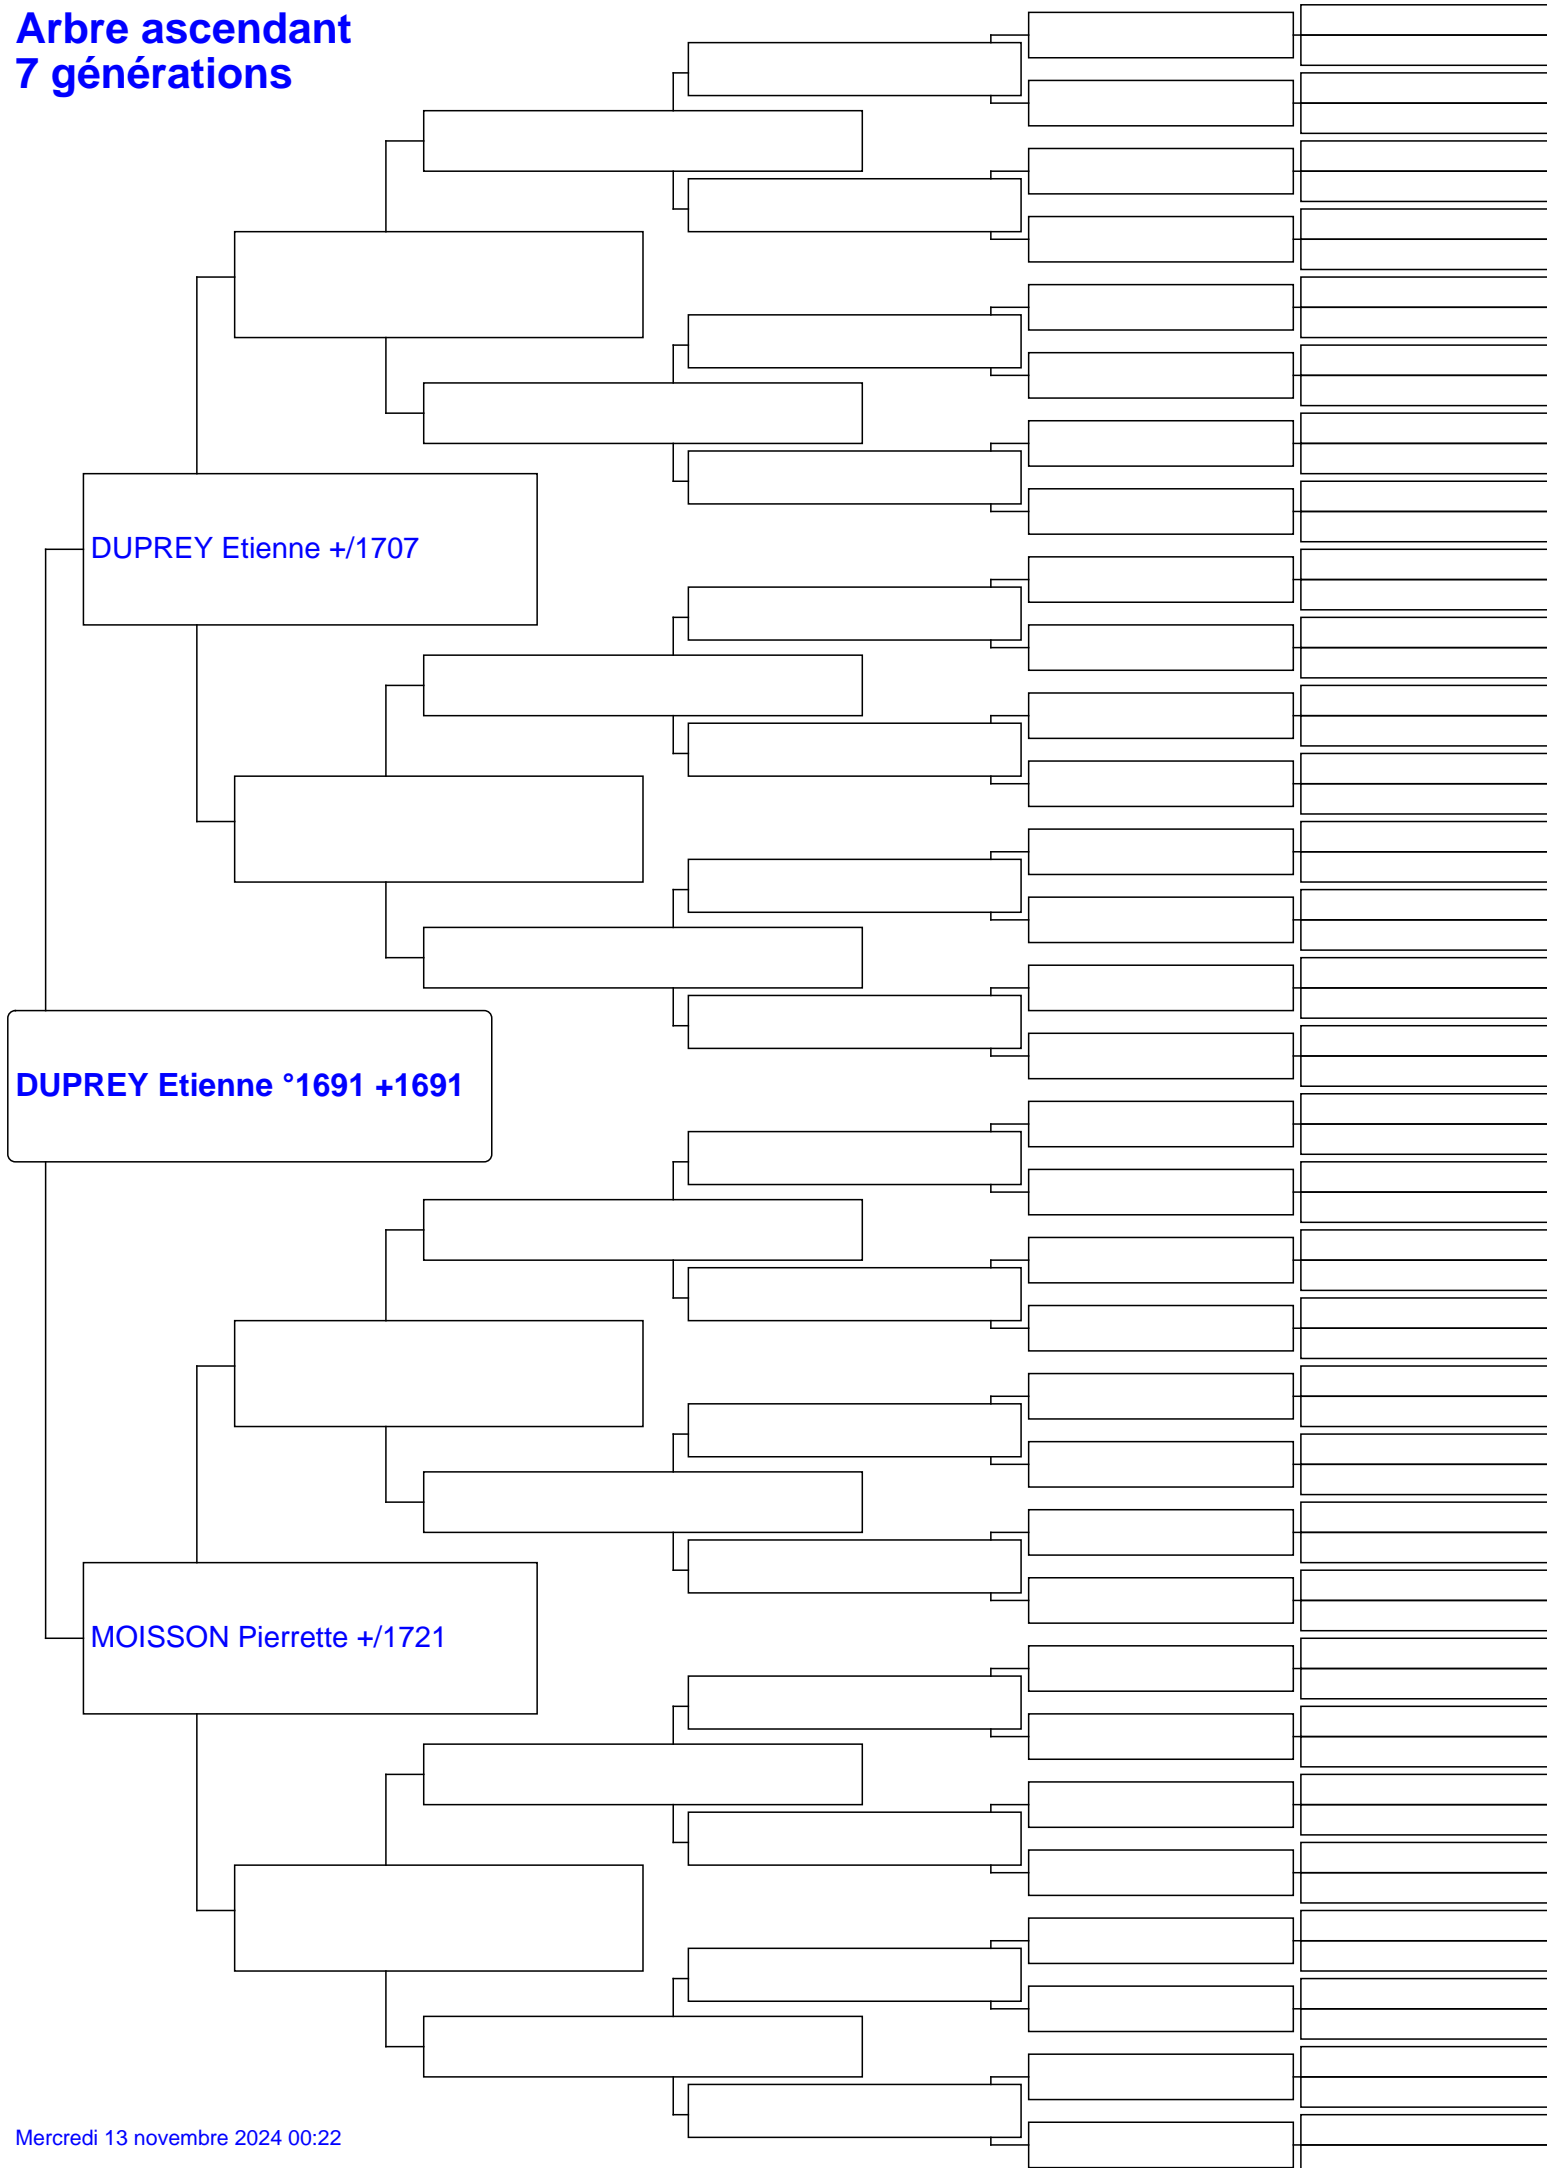 Arbre ascendant
7 générations
DUPREY Etienne +/1707
DUPREY Etienne °1691 +1691
MOISSON Pierrette +/1721
Mercredi 13 novembre 2024 00:22